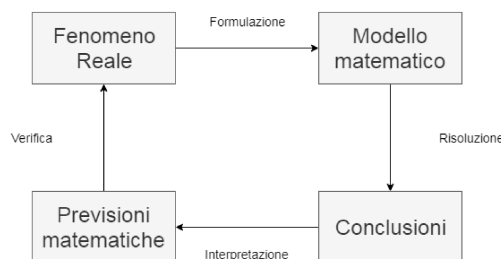 Formulazione
Fenomeno
Reale
Modello
matematico
Verifica
Risoluzione
Previsioni
matematiche
Conclusioni
Interpretazione